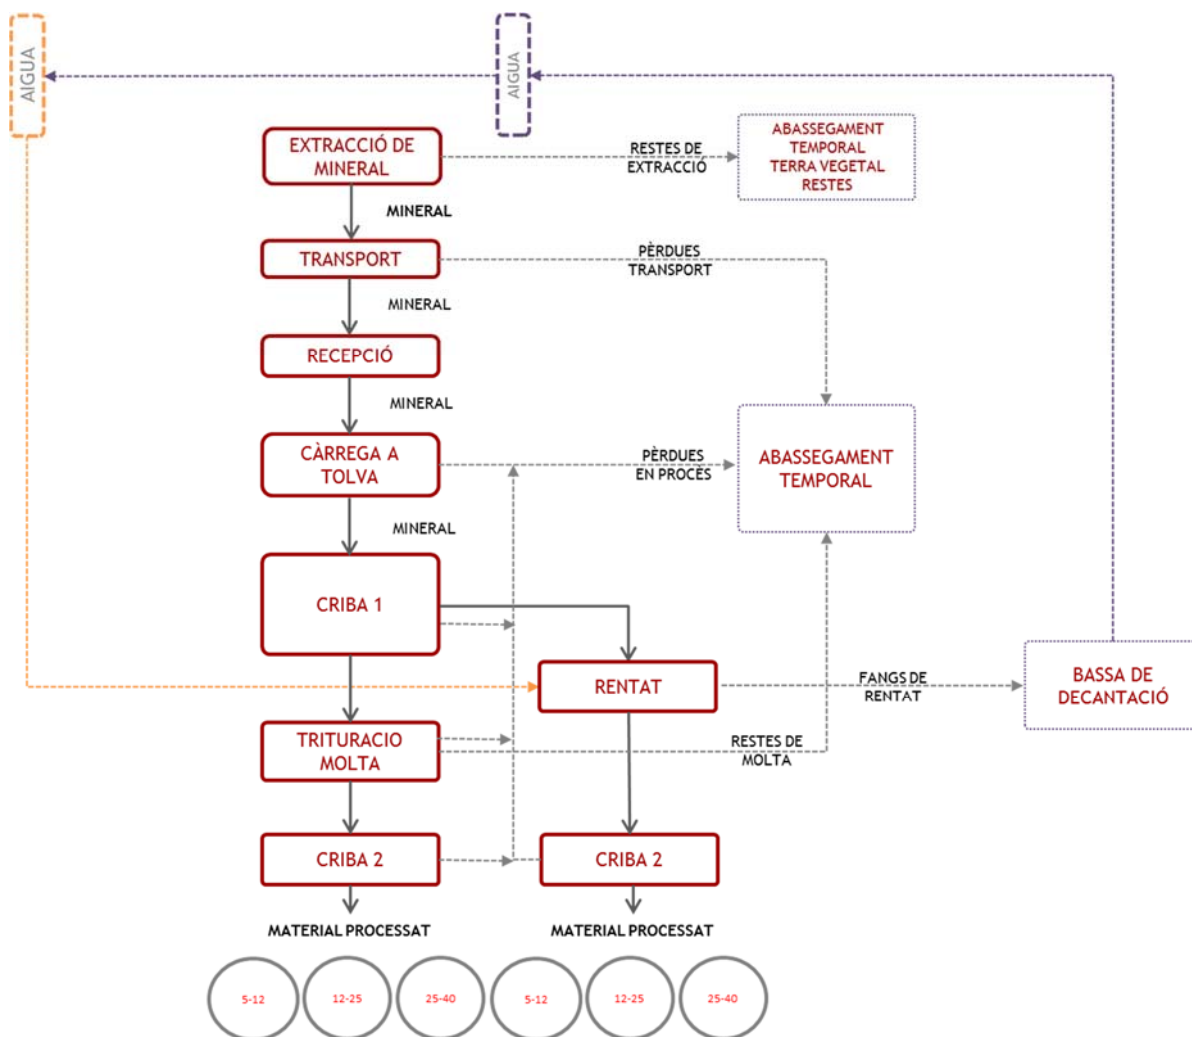 AIGUA
AIGUA
EXTRACCIÓ DE
MINERAL
RESTES DE
EXTRACCIÓ
ABASSEGAMENT
TEMPORAL
TERRA VEGETAL
RESTES
MINERAL
TRANSPORT
PÈRDUES
TRANSPORT
MINERAL
RECEPCIÓ
MINERAL
CÀRREGA A
TOLVA
PÈRDUES
EN PROCÈS
ABASSEGAMENT
TEMPORAL
MINERAL
CRIBA 1
RENTAT
FANGS DE
RENTAT
BASSA DE
DECANTACIÓ
TRITURACIO
MOLTA
RESTES DE
MOLTA
CRIBA 2
CRIBA 2
MATERIAL PROCESSAT
MATERIAL PROCESSAT
5-12
12-25
25-40
5-12
12-25
25-40